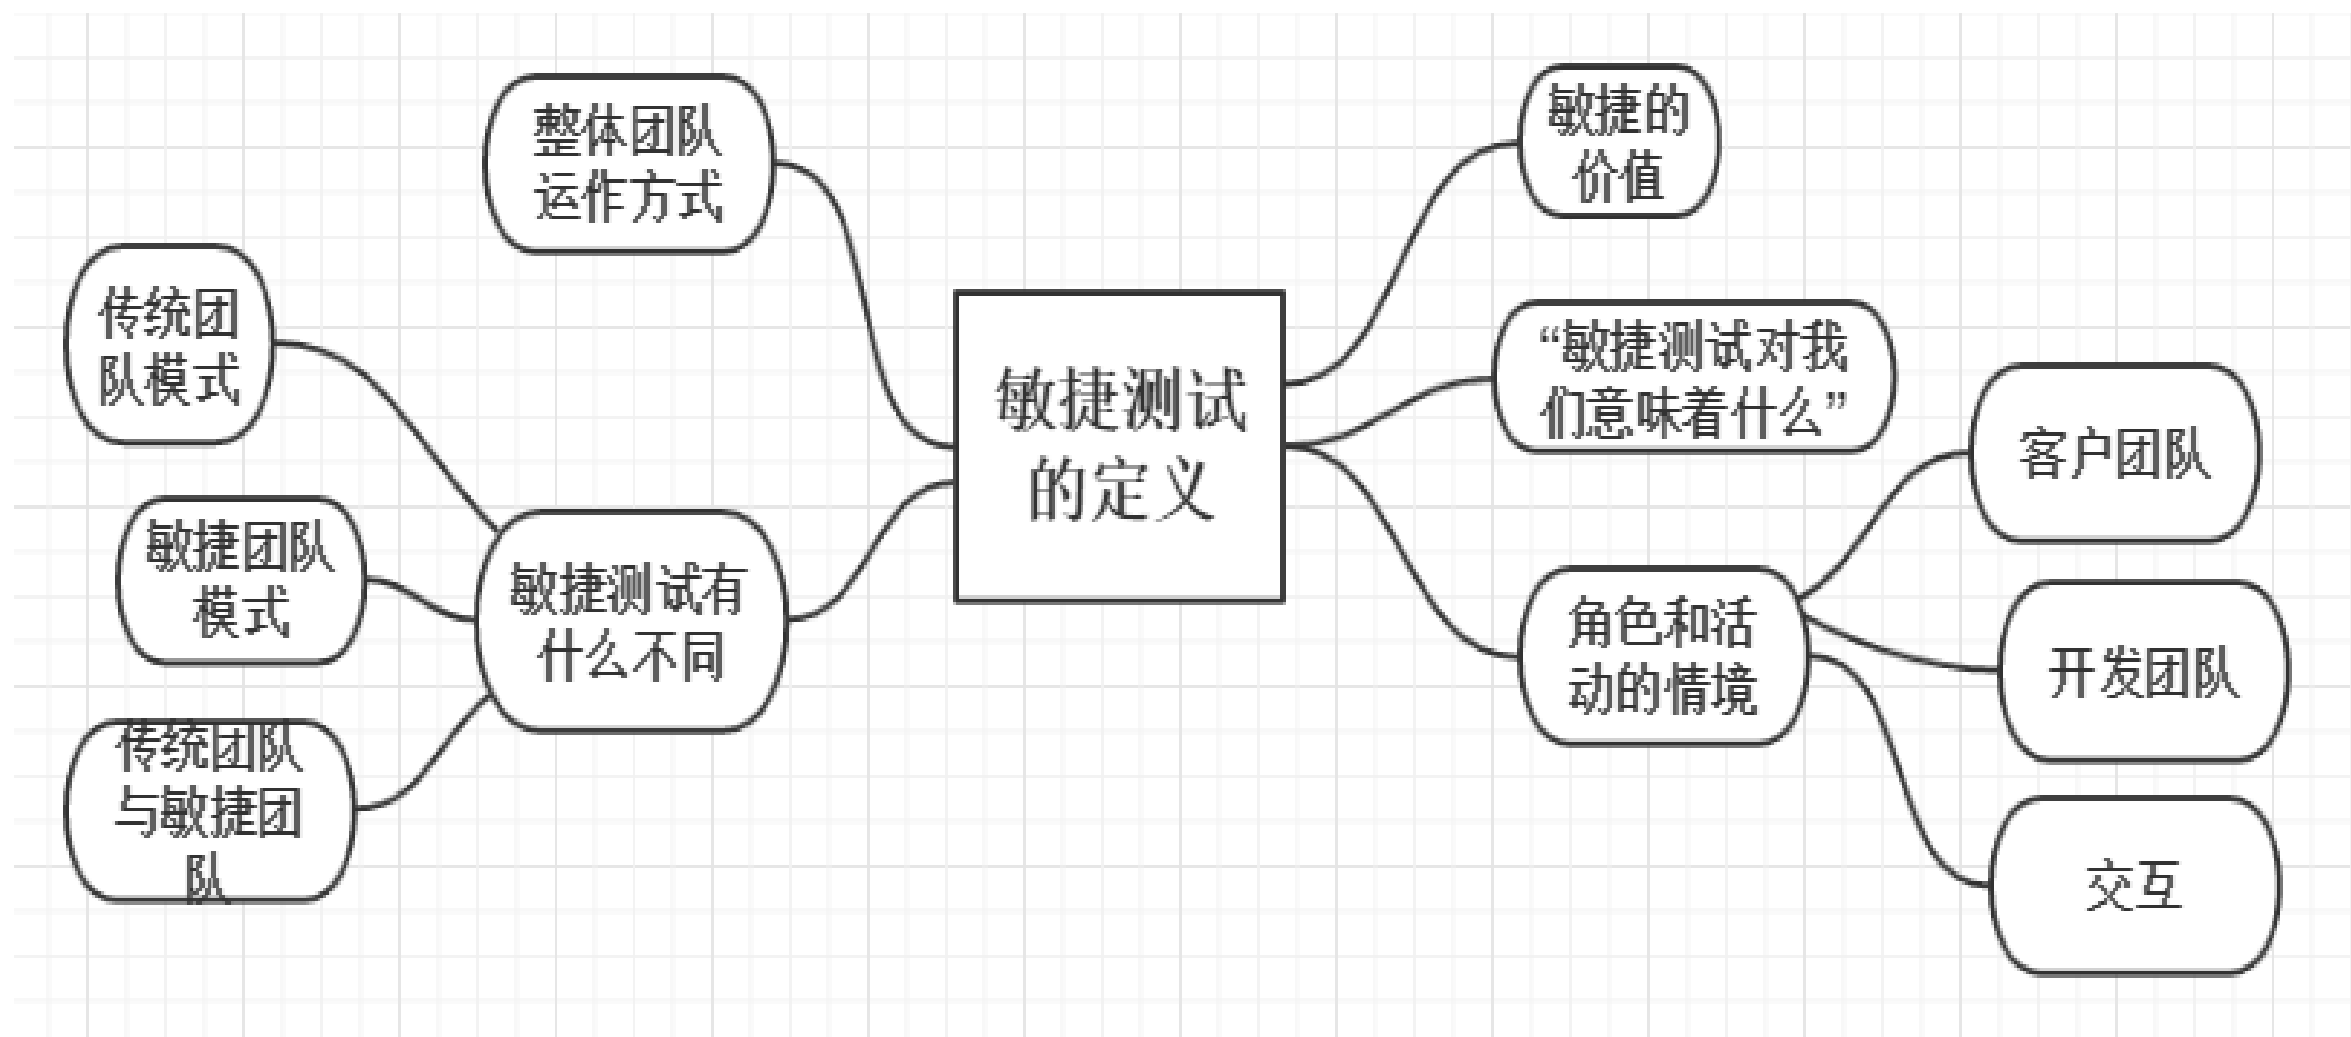 敏捷测试
的定义
敏捷的
价值
“敏捷测试对我
们意味着什么”
角色和活
动的情境
客户团队
开发团队
交互
整体团队
运作方式
敏捷测试有
什么不同
传统团
队模式
敏捷团队
模式
传统团队
与敏捷团
队